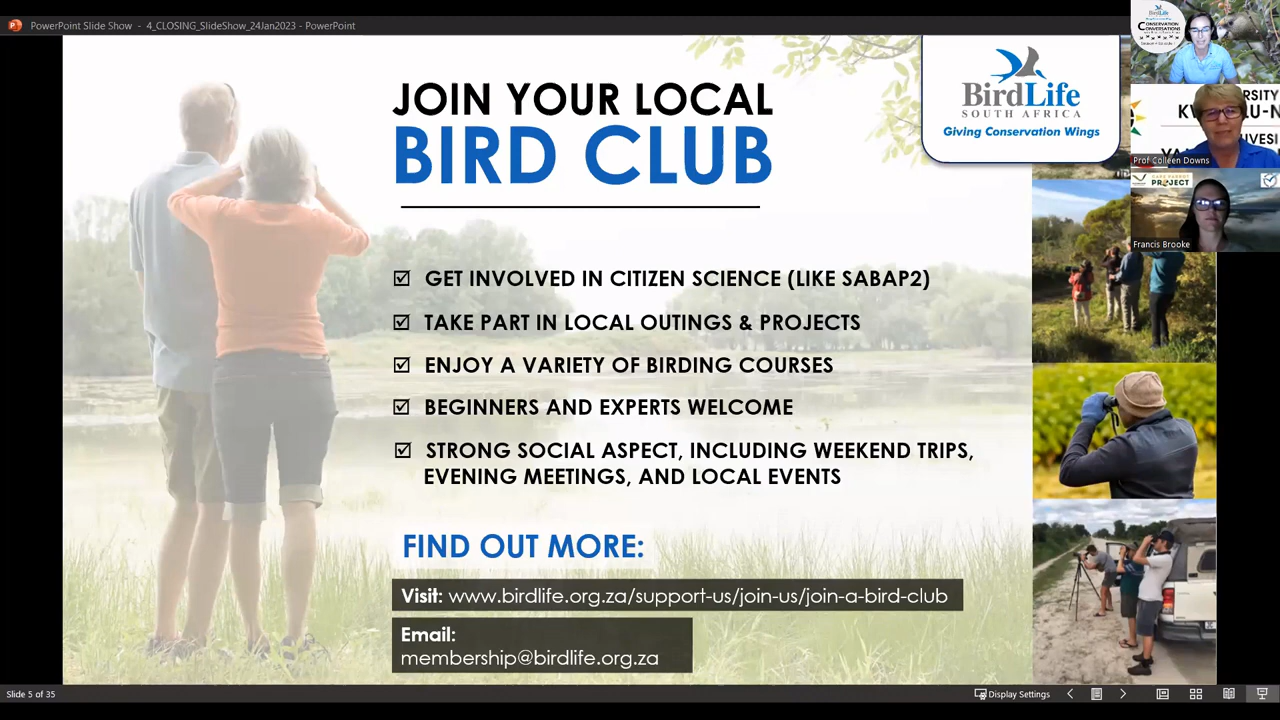 PowerPoint Slide Show - 4_CLOSING_SlideShow_24Jan2023 - PowerPoint
JOIN YOUR LOCAL
BIRD CLUB
BirdLife
SOUTH AFRICA
Giving Conservation Wings
☑ GET INVOLVED IN CITIZEN SCIENCE (LIKE SABAP2)
☑ TAKE PART IN LOCAL OUTINGS & PROJECTS
☑ ENJOY A VARIETY OF BIRDING COURSES
☑ BEGINNERS AND EXPERTS WELCOME
☑ STRONG SOCIAL ASPECT, INCLUDING WEEKEND TRIPS,
EVENING MEETINGS, AND LOCAL EVENTS
FIND OUT MORE:
Visit: www.birdlife.org.za/support-us/join-us/join-a-bird-club
Email:
membership@birdlife.org.za
BirdLife
CONSERVATION
CONVERSATIONS
Prof Colleen Downs
PROJECT
Francis Brooke
Slide 5 of 35
Display Settings